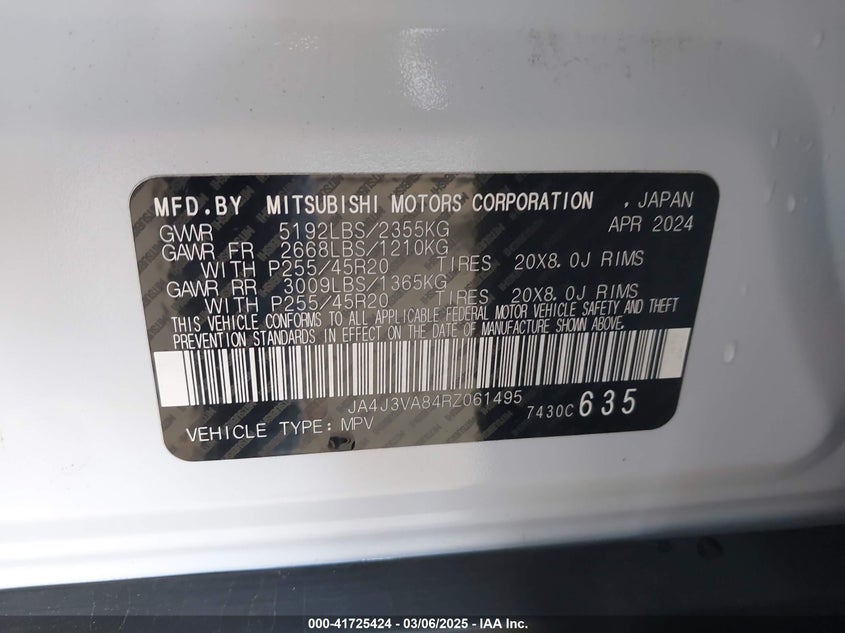 MFD.BY MITSUBISHI MOTORS CORPORATION , JAPAN
GVWR 5192LBS/2355KG APR 2024
GAWR FR 2668LBS/1210KG
WITH P255/45R20 TIRES 20X8.0J RIMS
GAWR RR 3009LBS/1365KG
WITH P255/45R20 TIRES 20X8.0J RIMS
THIS VEHICLE CONFORMS TO ALL APPLICABLE FEDERAL MOTOR VEHICLE SAFETY AND THEFT
PREVENTION STANDARDS IN EFFECT ON THE DATE OF MANUFACTURE SHOWN ABOVE.
JA4J3VA84RZ061495
7430C 635
VEHICLE TYPE: MPV
000-41725424 - 03/06/2025 - IAA Inc.